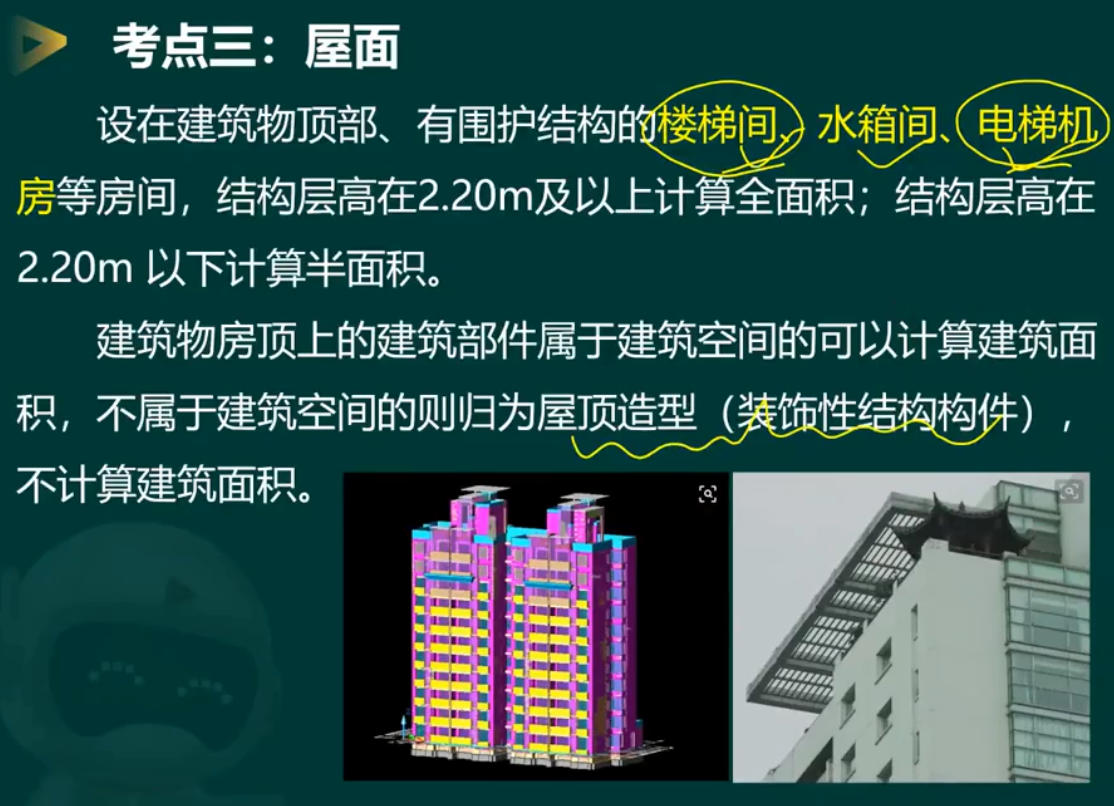 考点三：屋面
设在建筑物顶部、有围护结构的楼梯间、水箱间、电梯机
房等房间，结构层高在2.20m及以上计算全面积；结构层高在
2.20m 以下计算半面积。
建筑物房顶上的建筑部件属于建筑空间的可以计算建筑面
积，不属于建筑空间的则归为屋顶造型（装饰性结构构件），
不计算建筑面积。